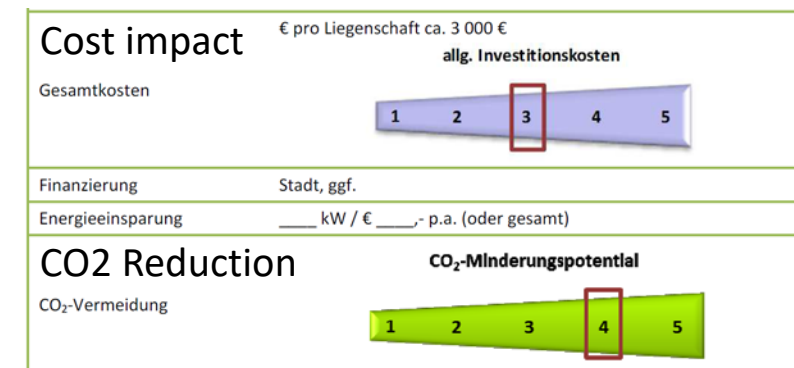 Cost impact
€ pro Liegenschaft ca. 3 000 €
allg. Investitionskosten
Gesamtkosten
1 2 3 4 5
Finanzierung Stadt, ggf.
Energieeinsparung ____ kW / € ____,- p.a. (oder gesamt)
CO2 Reduction
CO₂-Minderungspotential
CO₂-Vermeidung
1 2 3 4 5